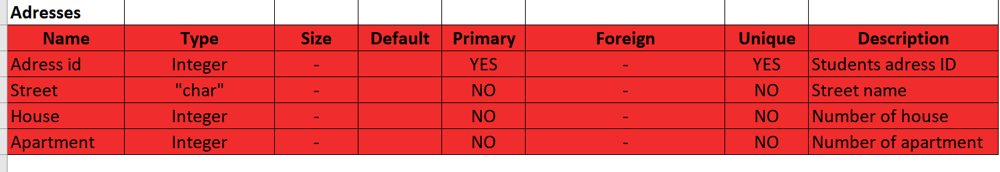 Adresses
Name Type Size Default Primary Foreign Unique Description
Adress id Integer - YES - YES Students adress ID
Street "char" - NO - NO Street name
House Integer - NO - NO Number of house
Apartment Integer - NO - NO Number of apartment